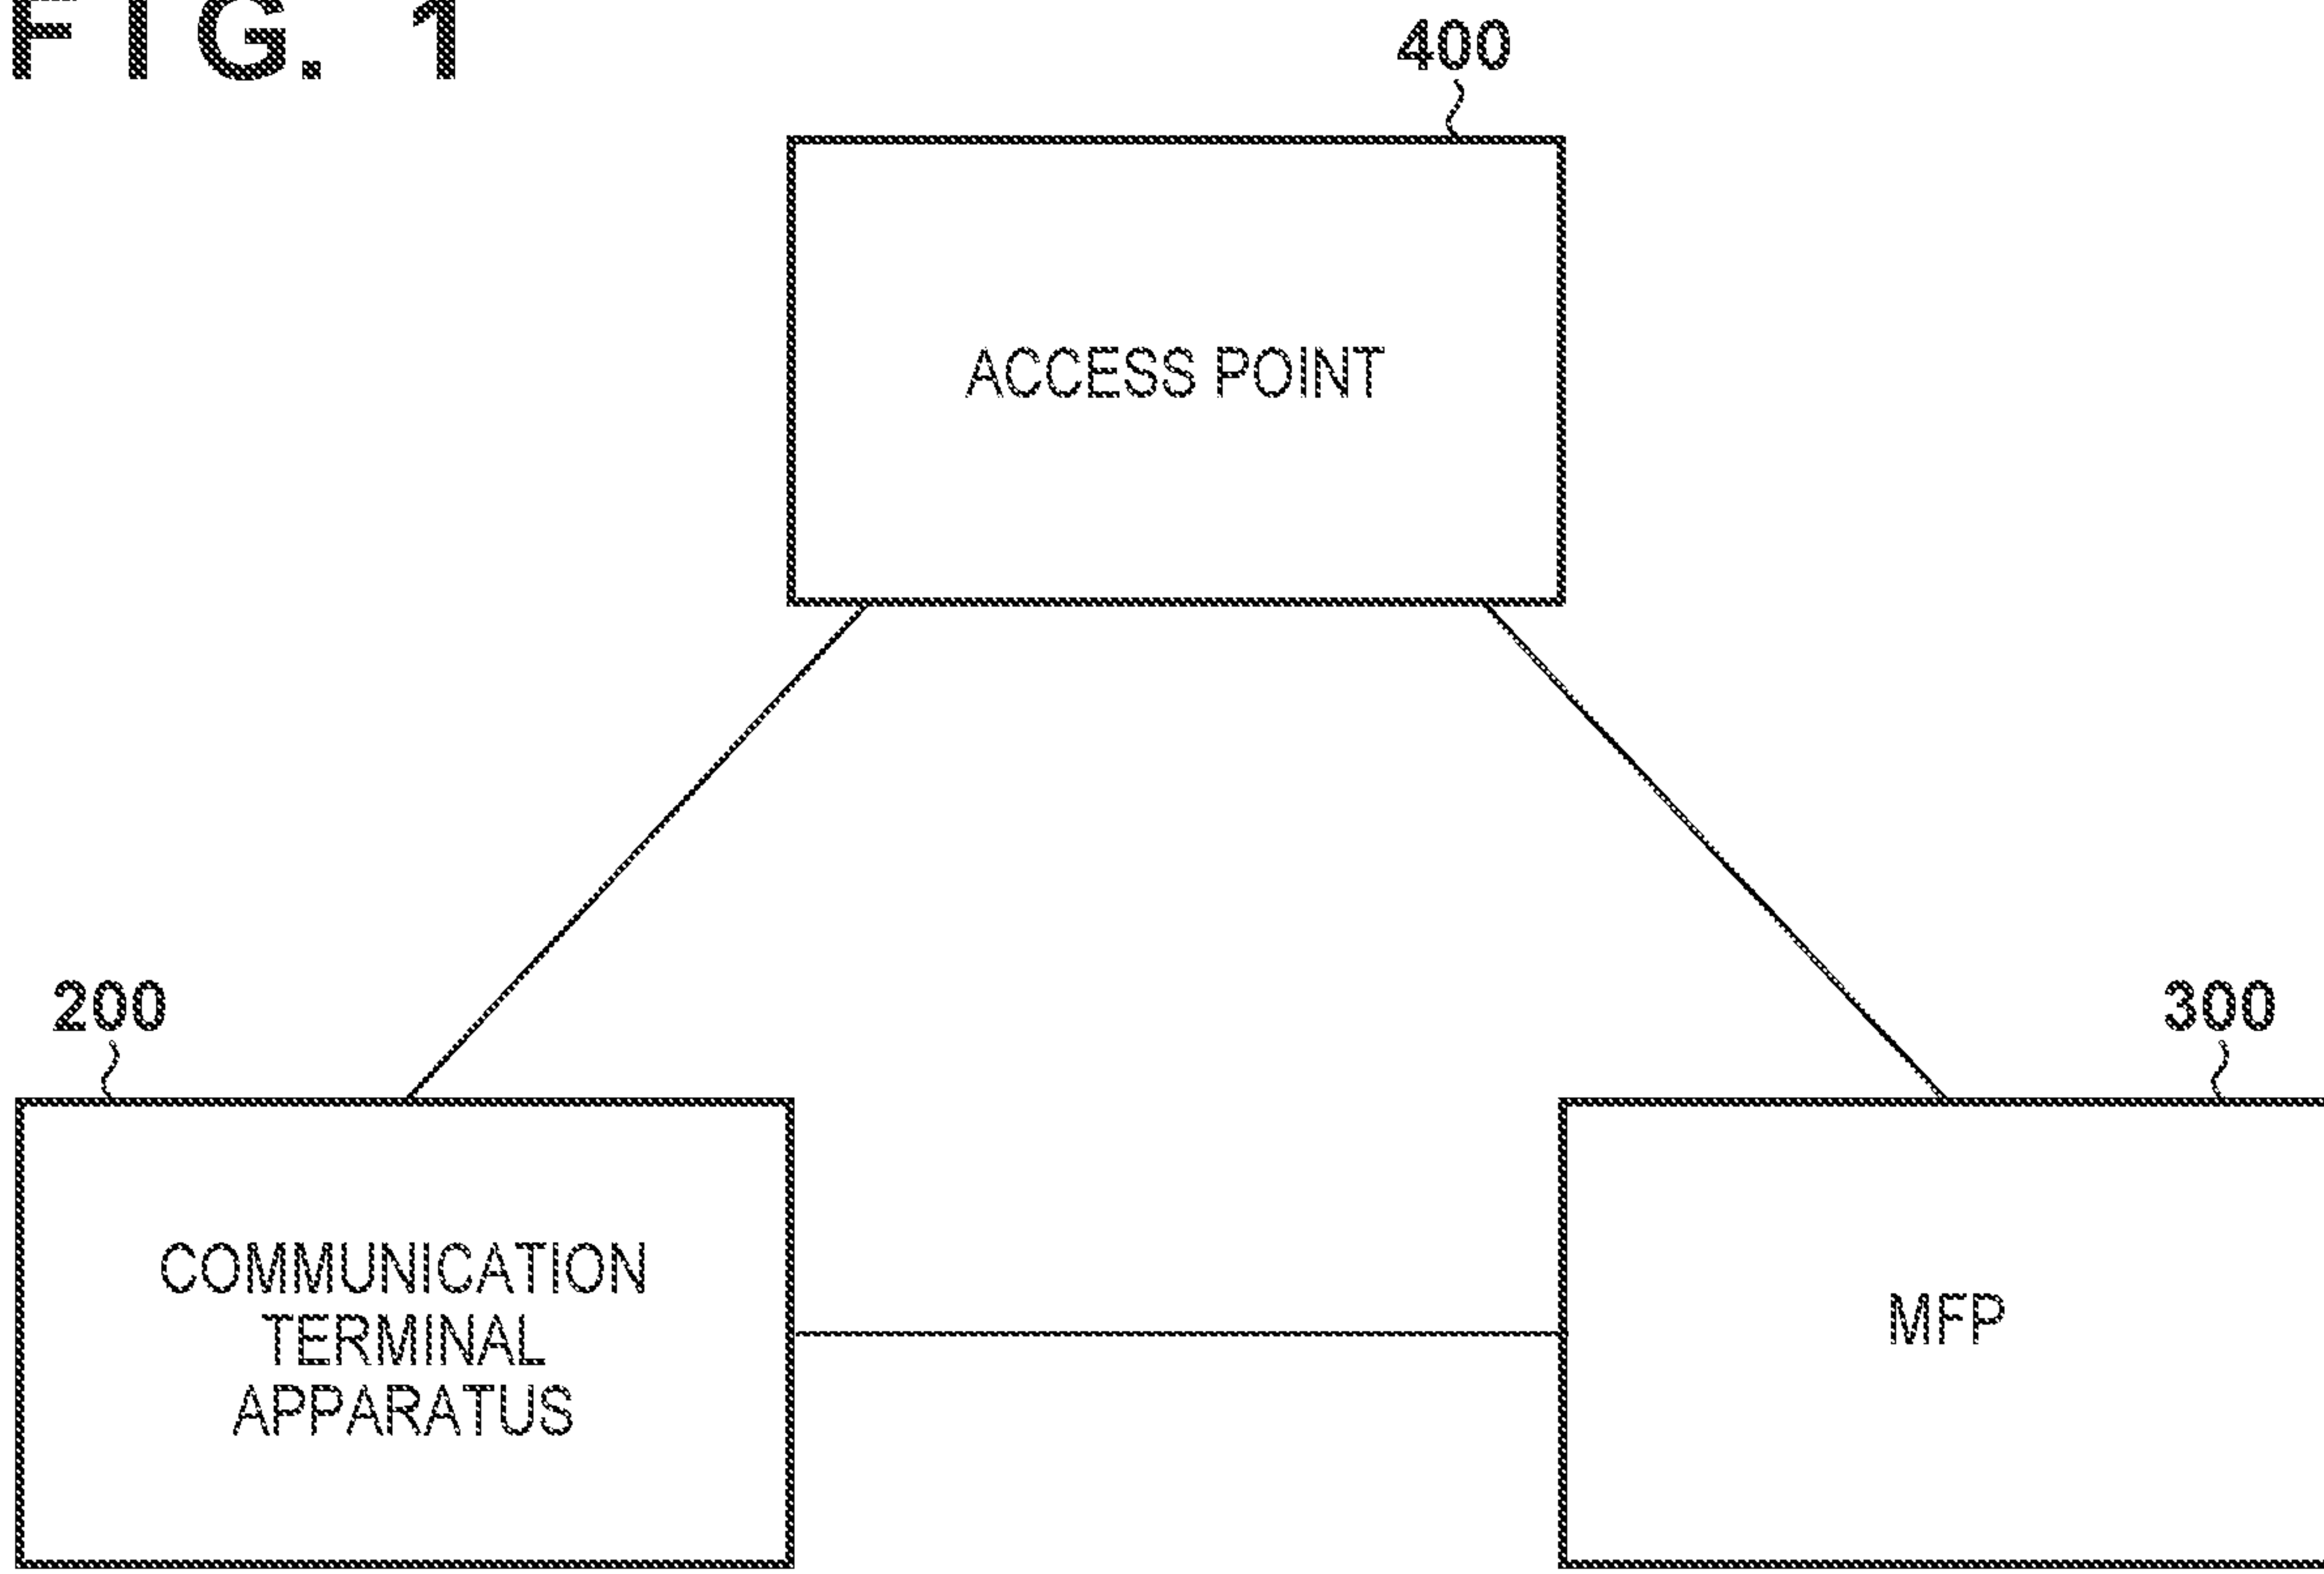 FIG. 1
400
ACCESS POINT
200
300
COMMUNICATION
TERMINAL
APPARATUS
MFP